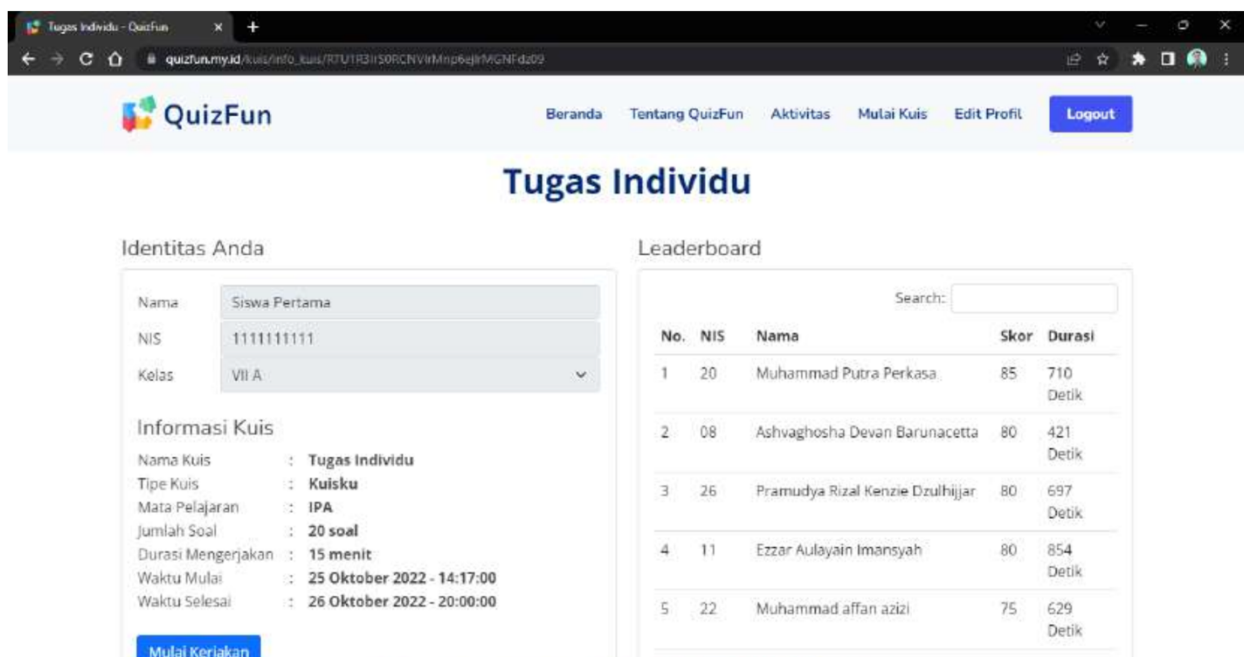 Tugas Individu - QuizFun
quizfun.my.id/kuis/info_kuis/
QuizFun
Beranda Tentang QuizFun Aktivitas Mulai Kuis Edit Profil Logout
Tugas Individu
Identitas Anda
Nama Siswa Pertama
NIS 1111111111
Kelas VII A
Informasi Kuis
Nama Kuis : Tugas Individu
Tipe Kuis : Kuisku
Mata Pelajaran : IPA
Jumlah Soal : 20 soal
Durasi Mengerjakan : 15 menit
Waktu Mulai : 25 Oktober 2022 - 14:17:00
Waktu Selesai : 26 Oktober 2022 - 20:00:00
Mulai Kerjakan
Leaderboard
Search:
No. NIS Nama Skor Durasi
1 20 Muhammad Putra Perkasa 85 710
Detik
2 08 Ashvaghosha Devan Barunacetta 80 421
Detik
3 26 Pramudya Rizal Kenzie Dzulhijjar 80 697
Detik
4 11 Ezzar Aulayain Imansyah 80 854
Detik
5 22 Muhammad affan azizi 75 629
Detik